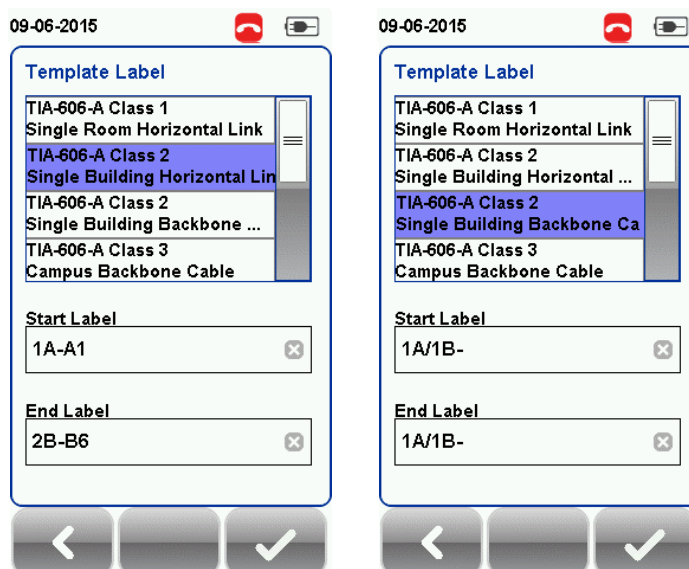 09-06-2015
Template Label
TIA-606-A Class 1
Single Room Horizontal Link
TIA-606-A Class 2
Single Building Horizontal Lin
TIA-606-A Class 2
Single Building Backbone ...
TIA-606-A Class 3
Campus Backbone Cable
Start Label
1A-A1
End Label
2B-B6
09-06-2015
Template Label
TIA-606-A Class 1
Single Room Horizontal Link
TIA-606-A Class 2
Single Building Horizontal ...
TIA-606-A Class 2
Single Building Backbone Ca
TIA-606-A Class 3
Campus Backbone Cable
Start Label
1A/1B-
End Label
1A/1B-